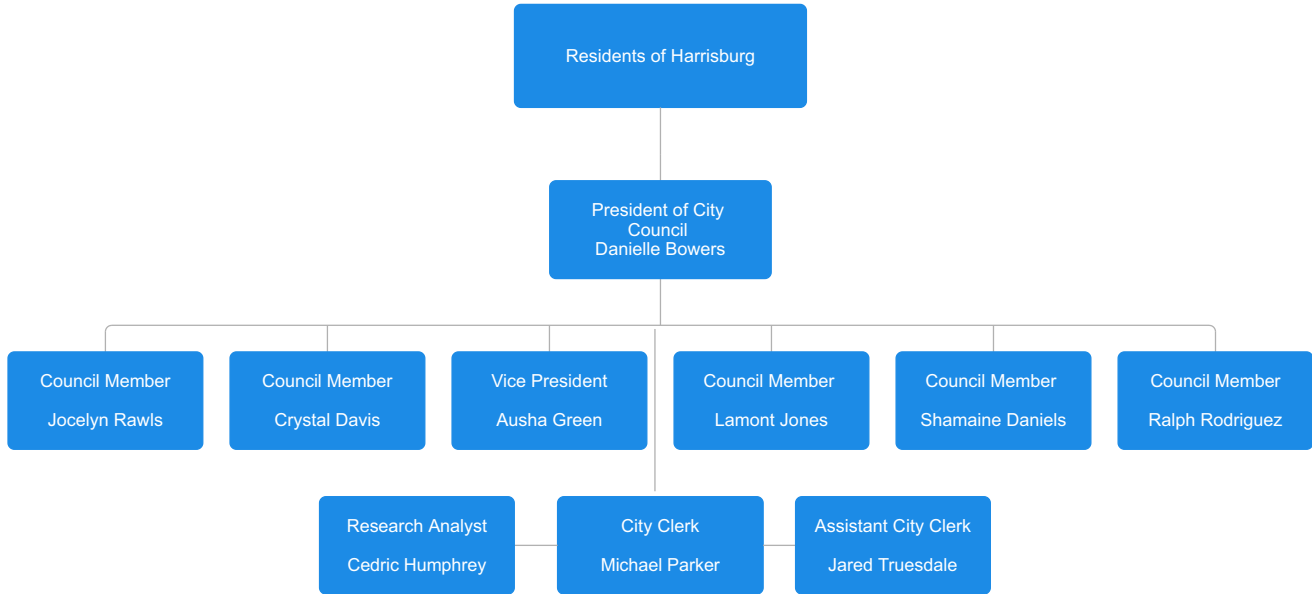 Residents of Harrisburg
President of City
Council
Danielle Bowers
Council Member
Jocelyn Rawls
Council Member
Crystal Davis
Vice President
Ausha Green
Council Member
Lamont Jones
Council Member
Shamaine Daniels
Council Member
Ralph Rodriguez
Research Analyst
Cedric Humphrey
City Clerk
Michael Parker
Assistant City Clerk
Jared Truesdale